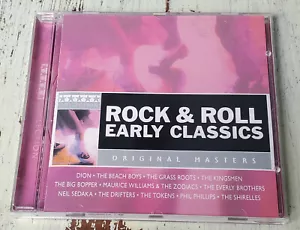 ROCK & ROLL
EARLY CLASSICS
ORIGINAL MASTERS
DION • THE BEACH BOYS • THE GRASS ROOTS • THE KINGSMEN
THE BIG BOPPER • MAURICE WILLIAMS & THE ZODIACS • THE EVERLY BROTHERS
NEIL SEDAKA • THE DRIFTERS • THE TOKENS • PHIL PHILLIPS • THE SHIRELLES